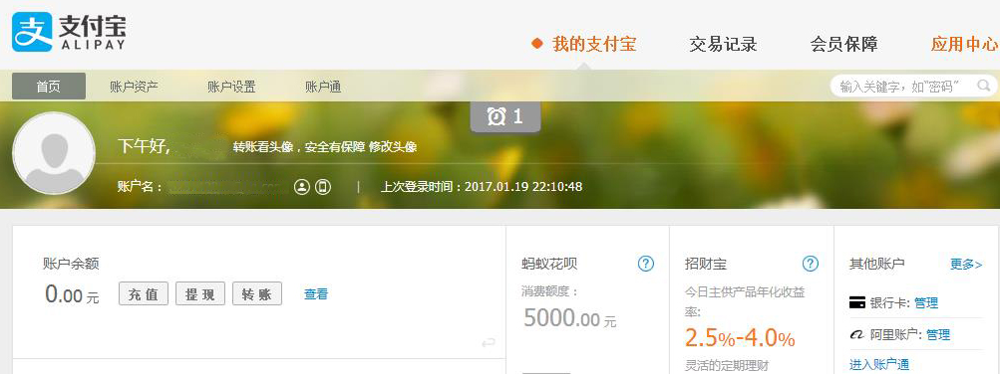 支付宝
ALIPAY
我的支付宝 交易记录 会员保障 应用中心
首页 账户资产 账户设置 账户通 输入关键字，如“密码”
1
下午好, 转账看头像，安全有保障 修改头像
账户名： | 上次登录时间：2017.01.19 22:10:48
账户余额
0.00 元 充值 提现 转账 查看
蚂蚁花呗 ?
消费额度：
5000.00 元
招财宝 ?
今日主供产品年化收益
率:
2.5%-4.0%
灵活的定期理财
其他账户 更多>
银行卡: 管理
阿里账户: 管理
进入账户通